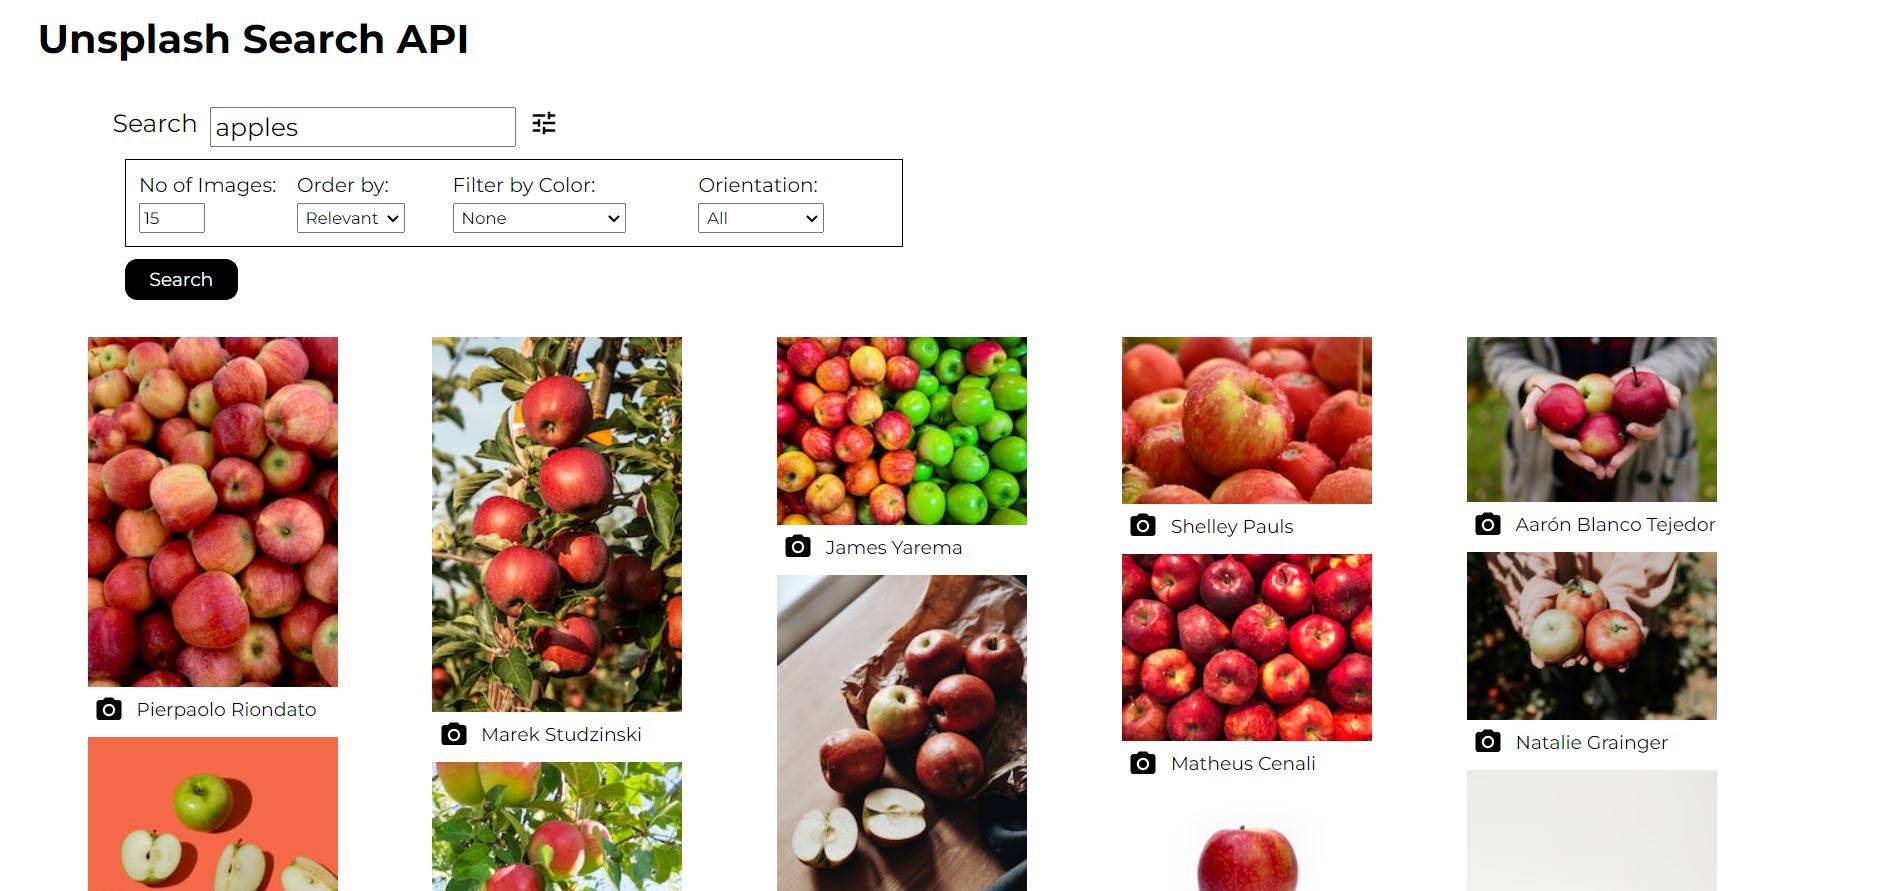 Unsplash Search API
Search apples
No of Images: Order by: Filter by Color: Orientation:
15 Relevant None All
Search
Pierpaolo Riondato
Marek Studzinski
James Yarema
Shelley Pauls
Matheus Cenali
Aarón Blanco Tejedor
Natalie Grainger